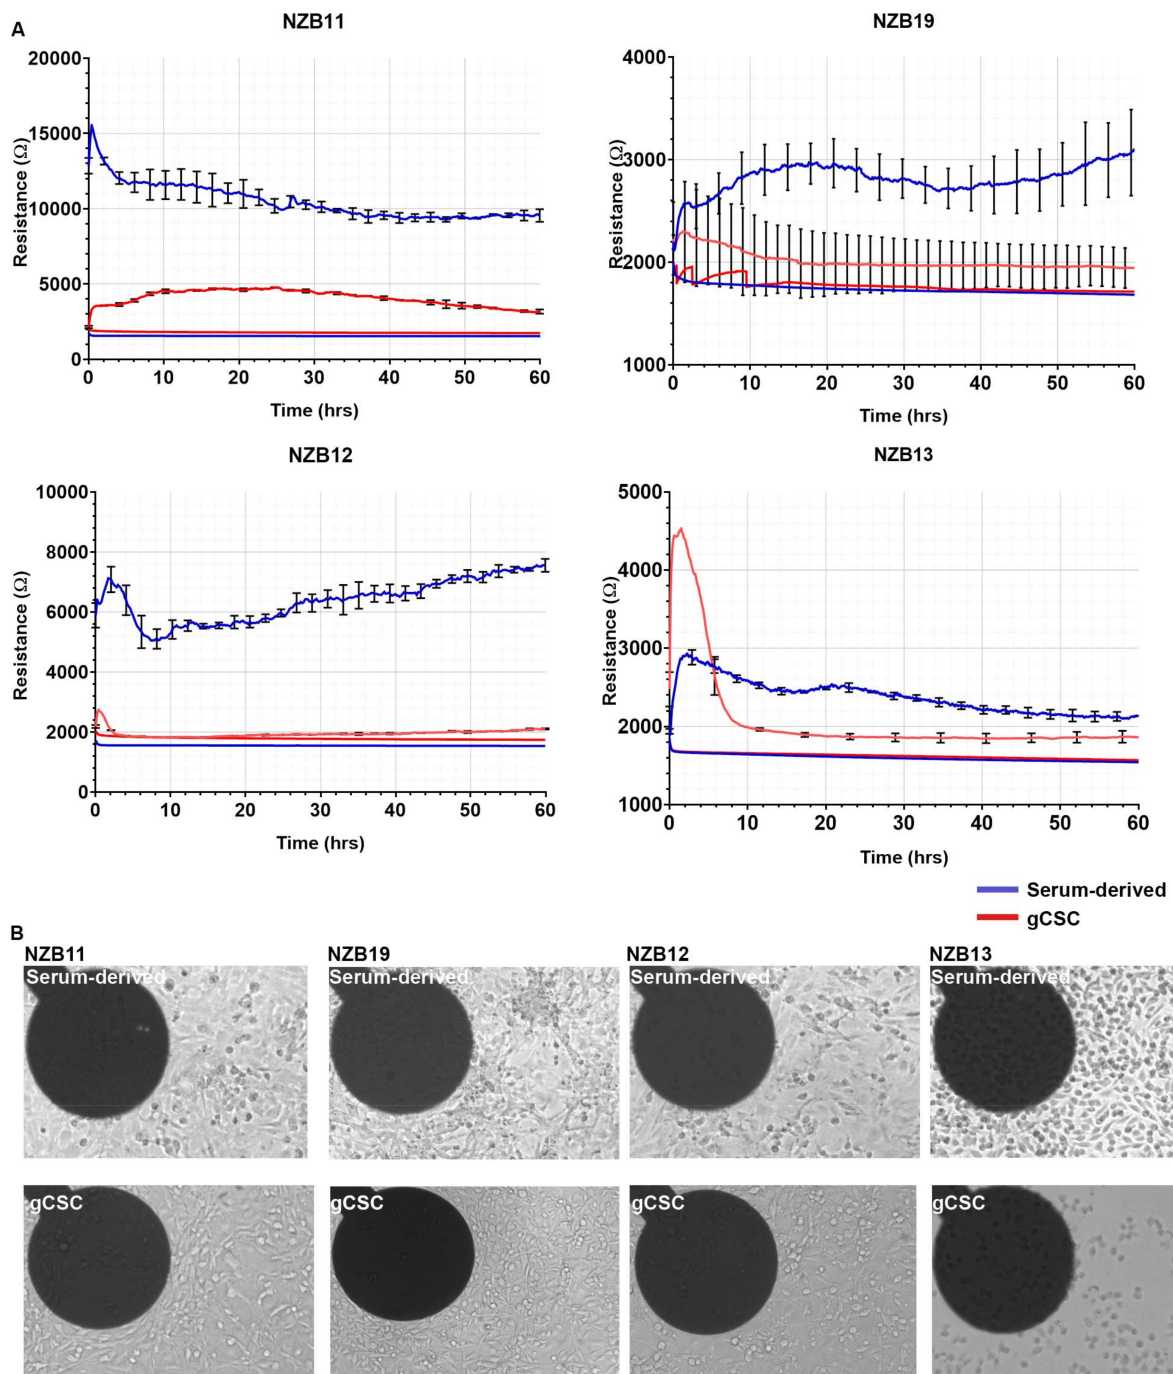 A
NZB11
20000
15000
10000
5000
0
Resistance (Ω)
0 10 20 30 40 50 60
Time (hrs)
NZB19
4000
3000
2000
1000
Resistance (Ω)
0 10 20 30 40 50 60
Time (hrs)
NZB12
10000
8000
6000
4000
2000
0
Resistance (Ω)
0 10 20 30 40 50 60
Time (hrs)
NZB13
5000
4000
3000
2000
1000
Resistance (Ω)
0 10 20 30 40 50 60
Time (hrs)
Serum-derived
gCSC
B
NZB11 NZB19 NZB12 NZB13
Serum-derived Serum-derived Serum-derived Serum-derived
gCSC gCSC gCSC gCSC